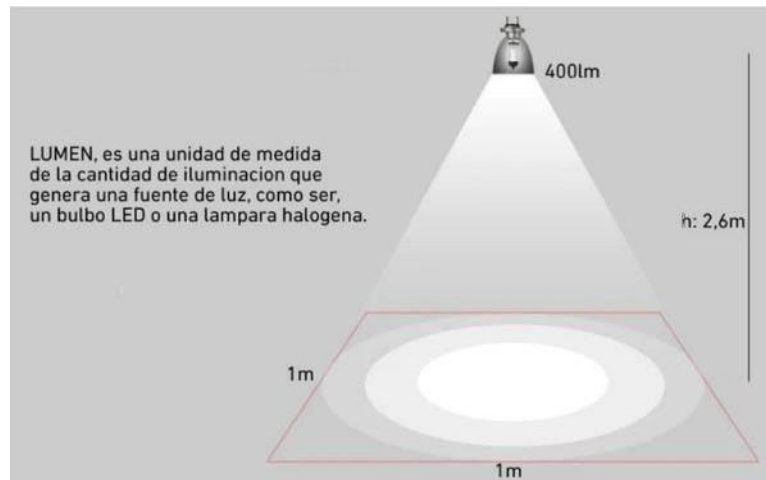 400lm
LUMEN, es una unidad de medida
de la cantidad de iluminacion que
genera una fuente de luz, como ser,
un bulbo LED o una lampara halogena.
h: 2,6m
1m
1m